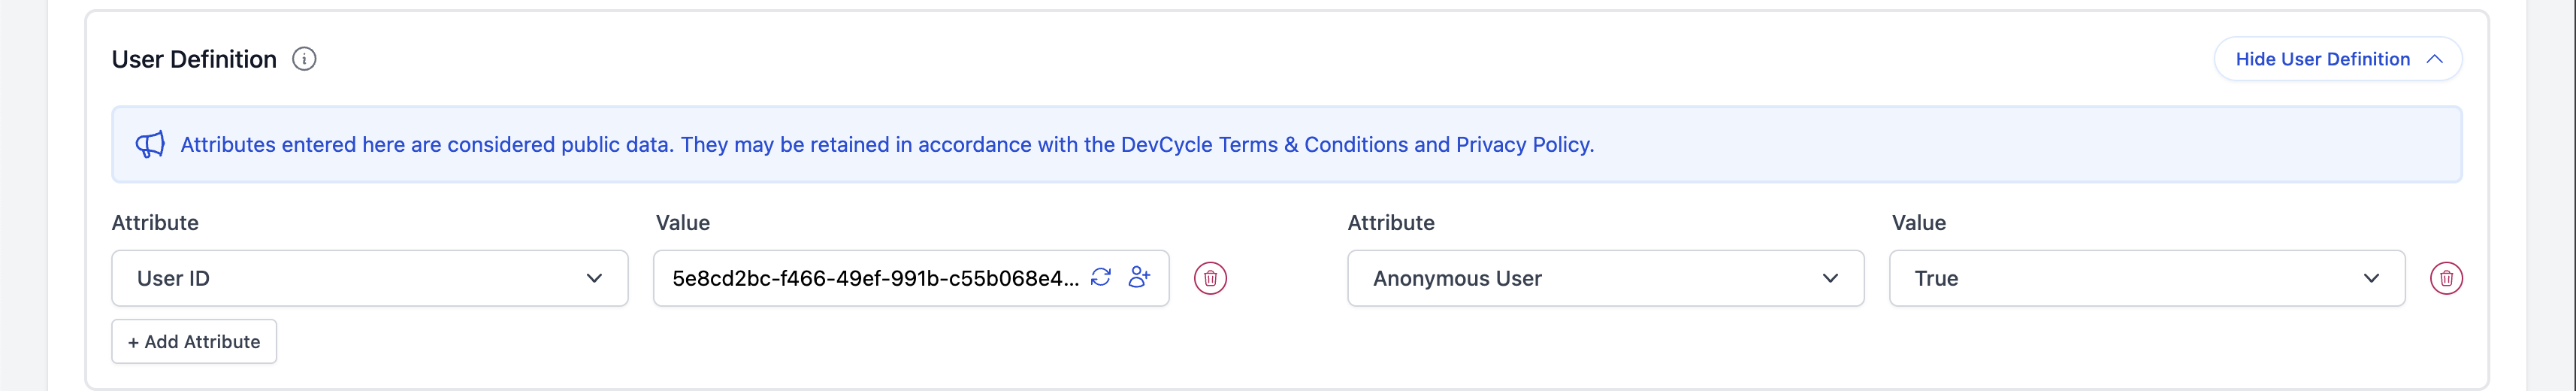 User Definition
Hide User Definition
Attributes entered here are considered public data. They may be retained in accordance with the DevCycle Terms & Conditions and Privacy Policy.
Attribute Value Attribute Value
User ID 5e8cd2bc-f466-49ef-991b-c55b068e4... Anonymous User True
+ Add Attribute